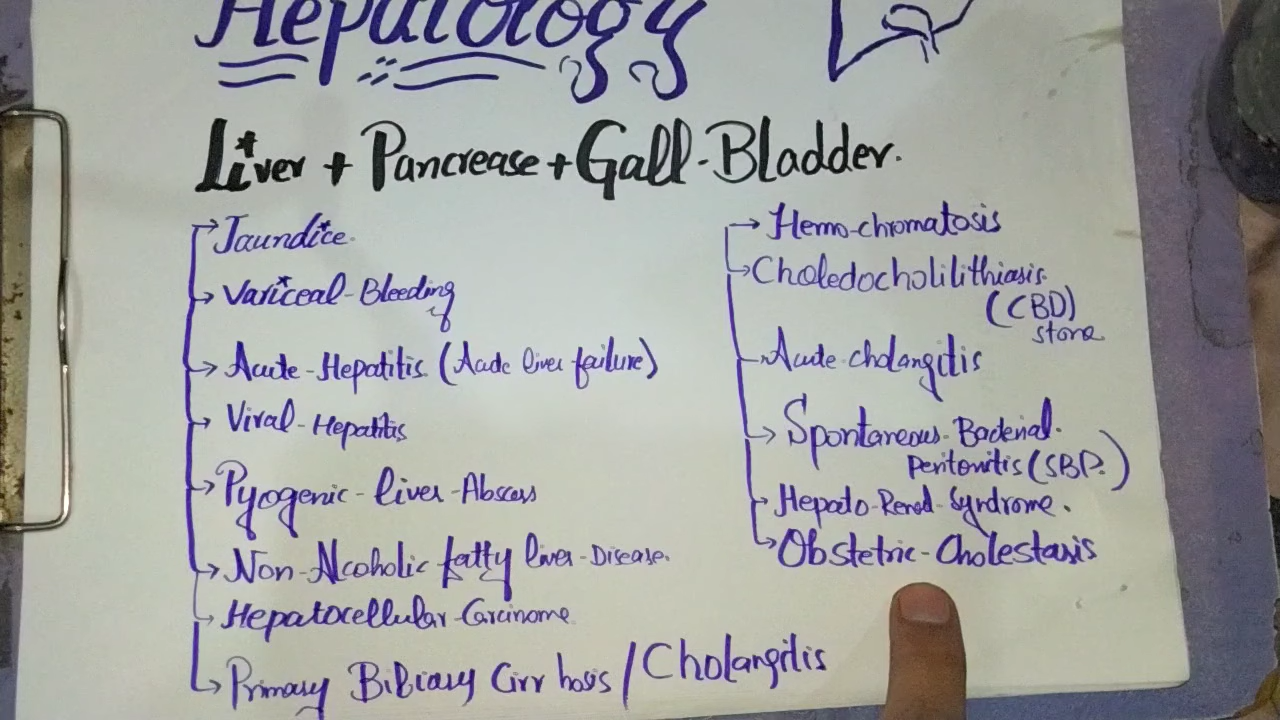 Hepatology
Liver + Pancrease + Gall-Bladder.
Jaundice.
Variceal-Bleeding
Acute-Hepatitis (Acute liver failure)
Viral-Hepatitis
Pyogenic-liver-Abscess
Non-Alcoholic fatty liver-Disease.
Hepatocellular-Carcinome
Primary Biliary Cirrhosis / Cholangitis
Hemo-chromatosis
Choledocholilithiasis.
(CBD)
stone
Acute cholangitis
Spontaneous-Bacterial.
peritonitis (SBP.)
Hepato-Renal-Syndrome.
Obstetric-Cholestasis